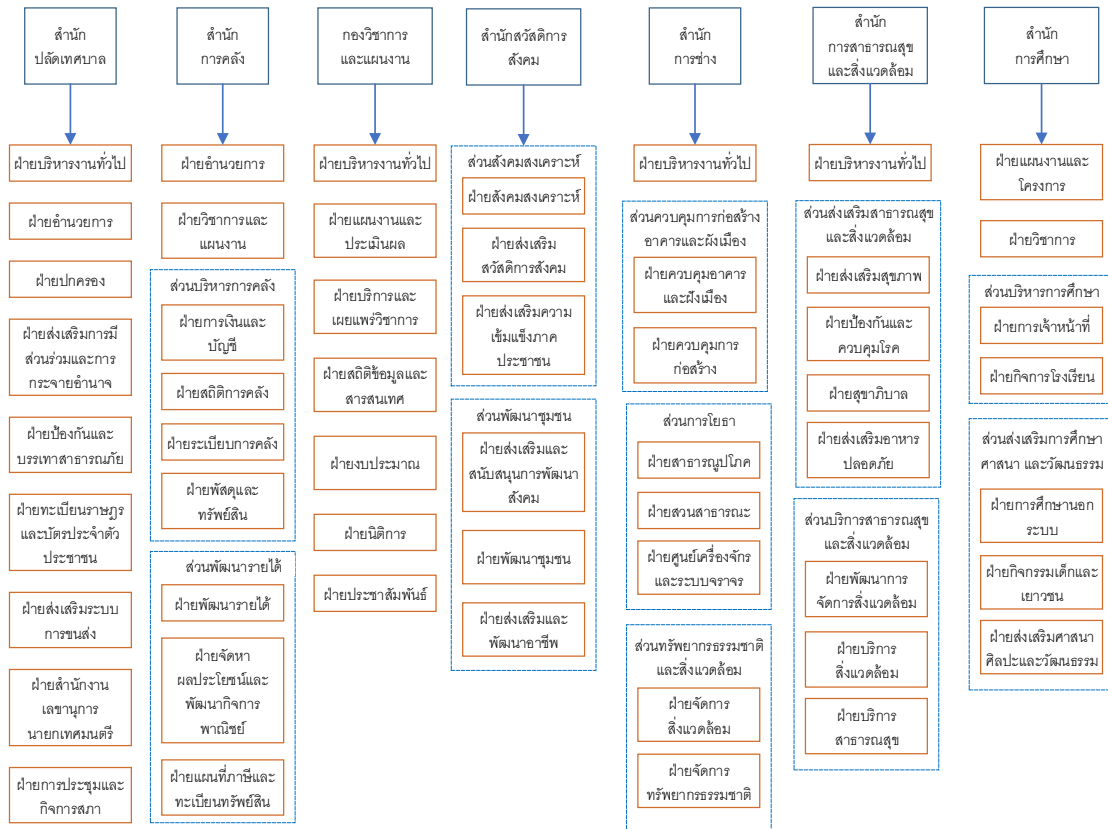 สำนัก
ปลัดเทศบาล
ฝ่ายบริหารงานทั่วไป
ฝ่ายอำนวยการ
ฝ่ายปกครอง
ฝ่ายส่งเสริมการมี
ส่วนร่วมและการ
กระจายอำนาจ
ฝ่ายป้องกันและ
บรรเทาสาธารณภัย
ฝ่ายทะเบียนราษฎร
และบัตรประจำตัว
ประชาชน
ฝ่ายส่งเสริมระบบ
การขนส่ง
ฝ่ายสำนักงาน
เลขานุการ
นายกเทศมนตรี
ฝ่ายการประชุมและ
กิจการสภา
สำนัก
การคลัง
ฝ่ายอำนวยการ
ฝ่ายวิชาการและ
แผนงาน
ส่วนบริหารการคลัง
ฝ่ายการเงินและ
บัญชี
ฝ่ายสถิติการคลัง
ฝ่ายระเบียบการคลัง
ฝ่ายพัสดุและ
ทรัพย์สิน
ส่วนพัฒนารายได้
ฝ่ายพัฒนารายได้
ฝ่ายจัดหา
ผลประโยชน์และ
พัฒนากิจการ
พาณิชย์
ฝ่ายแผนที่ภาษีและ
ทะเบียนทรัพย์สิน
กองวิชาการ
และแผนงาน
ฝ่ายบริหารงานทั่วไป
ฝ่ายแผนงานและ
ประเมินผล
ฝ่ายบริการและ
เผยแพร่วิชาการ
ฝ่ายสถิติข้อมูลและ
สารสนเทศ
ฝ่ายงบประมาณ
ฝ่ายนิติการ
ฝ่ายประชาสัมพันธ์
สำนักสวัสดิการ
สังคม
ส่วนสังคมสงเคราะห์
ฝ่ายสังคมสงเคราะห์
ฝ่ายส่งเสริม
สวัสดิการสังคม
ฝ่ายส่งเสริมความ
เข้มแข็งภาค
ประชาชน
ส่วนพัฒนาชุมชน
ฝ่ายส่งเสริมและ
สนับสนุนการพัฒนา
สังคม
ฝ่ายพัฒนาชุมชน
ฝ่ายส่งเสริมและ
พัฒนาอาชีพ
สำนัก
การช่าง
ฝ่ายบริหารงานทั่วไป
ส่วนควบคุมการก่อสร้าง
อาคารและผังเมือง
ฝ่ายควบคุมอาคาร
และผังเมือง
ฝ่ายควบคุมการ
ก่อสร้าง
ส่วนการโยธา
ฝ่ายสาธารณูปโภค
ฝ่ายสวนสาธารณะ
ฝ่ายศูนย์เครื่องจักร
และระบบจราจร
ส่วนทรัพยากรธรรมชาติ
และสิ่งแวดล้อม
ฝ่ายจัดการ
สิ่งแวดล้อม
ฝ่ายจัดการ
ทรัพยากรธรรมชาติ
สำนัก
การสาธารณสุข
และสิ่งแวดล้อม
ฝ่ายบริหารงานทั่วไป
ส่วนส่งเสริมสาธารณสุข
และสิ่งแวดล้อม
ฝ่ายส่งเสริมสุขภาพ
ฝ่ายป้องกันและ
ควบคุมโรค
ฝ่ายสุขาภิบาล
ฝ่ายส่งเสริมอาหาร
ปลอดภัย
ส่วนบริการสาธารณสุข
และสิ่งแวดล้อม
ฝ่ายพัฒนาการ
จัดการสิ่งแวดล้อม
ฝ่ายบริการ
สิ่งแวดล้อม
ฝ่ายบริการ
สาธารณสุข
สำนัก
การศึกษา
ฝ่ายแผนงานและ
โครงการ
ฝ่ายวิชาการ
ส่วนบริหารการศึกษา
ฝ่ายการเจ้าหน้าที่
ฝ่ายกิจการโรงเรียน
ส่วนส่งเสริมการศึกษา
ศาสนา และวัฒนธรรม
ฝ่ายการศึกษานอก
ระบบ
ฝ่ายกิจกรรมเด็กและ
เยาวชน
ฝ่ายส่งเสริมศาสนา
ศิลปะและวัฒนธรรม